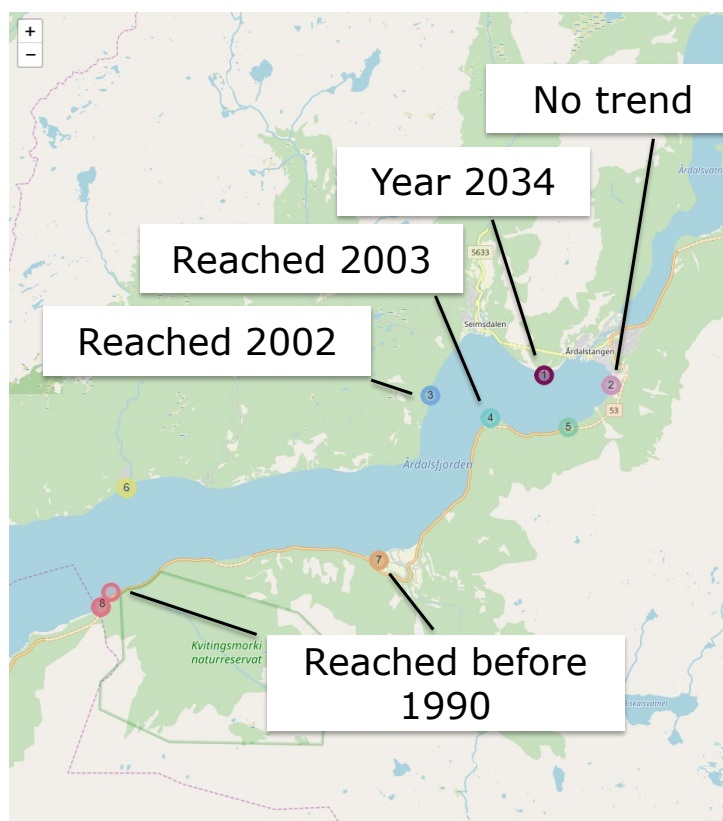 +
−
No trend
Årdalsvatn
Year 2034
5633
Reached 2003
Seimsdalen
Reached 2002
Årdalstangen
1
2
3
53
4
5
Årdalsfjorden
6
7
8
Kvitingsmorki
naturreservat
Reached before
1990